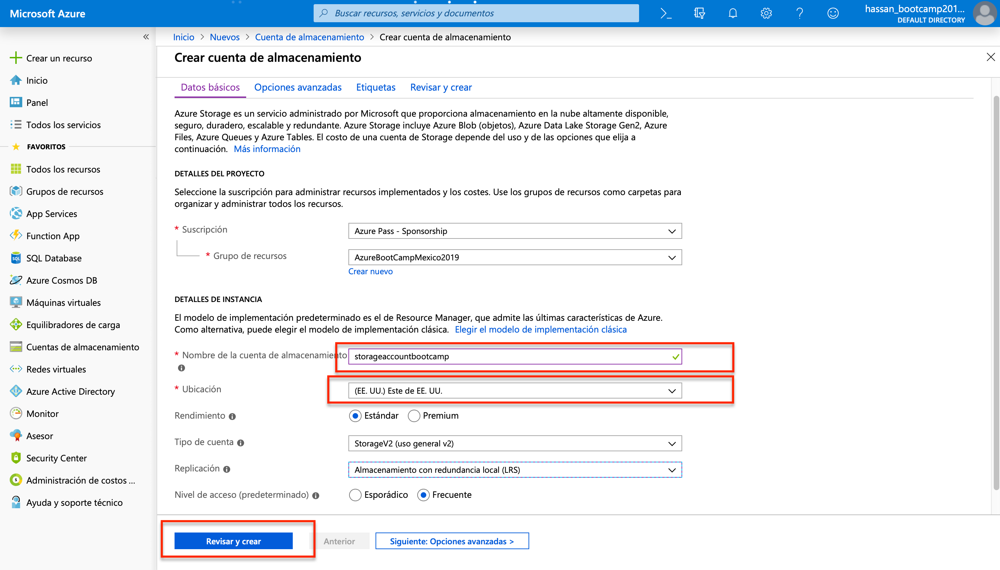 Microsoft Azure
Buscar recursos, servicios y documentos
hassan_bootcamp201...
DEFAULT DIRECTORY
Inicio > Nuevos > Cuenta de almacenamiento > Crear cuenta de almacenamiento
Crear un recurso
Inicio
Panel
Todos los servicios
FAVORITOS
Todos los recursos
Grupos de recursos
App Services
Function App
SQL Database
Azure Cosmos DB
Máquinas virtuales
Equilibradores de carga
Cuentas de almacenamiento
Redes virtuales
Azure Active Directory
Monitor
Asesor
Security Center
Administración de costos ...
Ayuda y soporte técnico
Crear cuenta de almacenamiento
Datos básicos Opciones avanzadas Etiquetas Revisar y crear
Azure Storage es un servicio administrado por Microsoft que proporciona almacenamiento en la nube altamente disponible,
seguro, duradero, escalable y redundante. Azure Storage incluye Azure Blob (objetos), Azure Data Lake Storage Gen2, Azure
Files, Azure Queues y Azure Tables. El costo de una cuenta de Storage depende del uso y de las opciones que elija a
continuación. Más información
DETALLES DEL PROYECTO
Seleccione la suscripción para administrar recursos implementados y los costes. Use los grupos de recursos como carpetas para
organizar y administrar todos los recursos.
* Suscripción Azure Pass - Sponsorship
* Grupo de recursos AzureBootCampMexico2019
Crear nuevo
DETALLES DE INSTANCIA
El modelo de implementación predeterminado es el de Resource Manager, que admite las últimas características de Azure.
Como alternativa, puede elegir el modelo de implementación clásica. Elegir el modelo de implementación clásica
* Nombre de la cuenta de almacenamiento storageaccountbootcamp
* Ubicación (EE. UU.) Este de EE. UU.
Rendimiento Estándar Premium
Tipo de cuenta StorageV2 (uso general v2)
Replicación Almacenamiento con redundancia local (LRS)
Nivel de acceso (predeterminado) Esporádico Frecuente
Revisar y crear Anterior Siguiente: Opciones avanzadas >